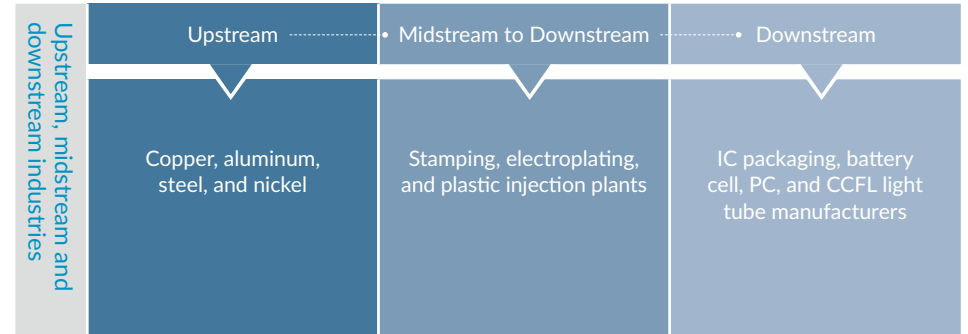 Upstream, midstream and
downstream industries
Upstream
Midstream to Downstream
Downstream
Copper, aluminum,
steel, and nickel
Stamping, electroplating,
and plastic injection plants
IC packaging, battery
cell, PC, and CCFL light
tube manufacturers